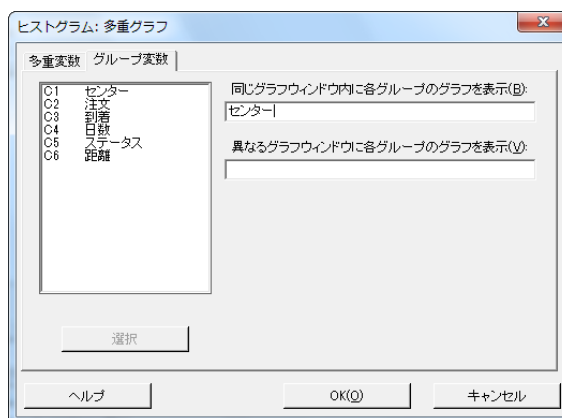 ヒストグラム: 多重グラフ
多重変数 グループ変数
C1 センター
C2 注文
C3 到着
C4 日数
C5 ステータス
C6 距離
同じグラフウィンドウ内に各グループのグラフを表示(B):
センター
異なるグラフウィンドウに各グループのグラフを表示(V):
選択
ヘルプ OK(O) キャンセル